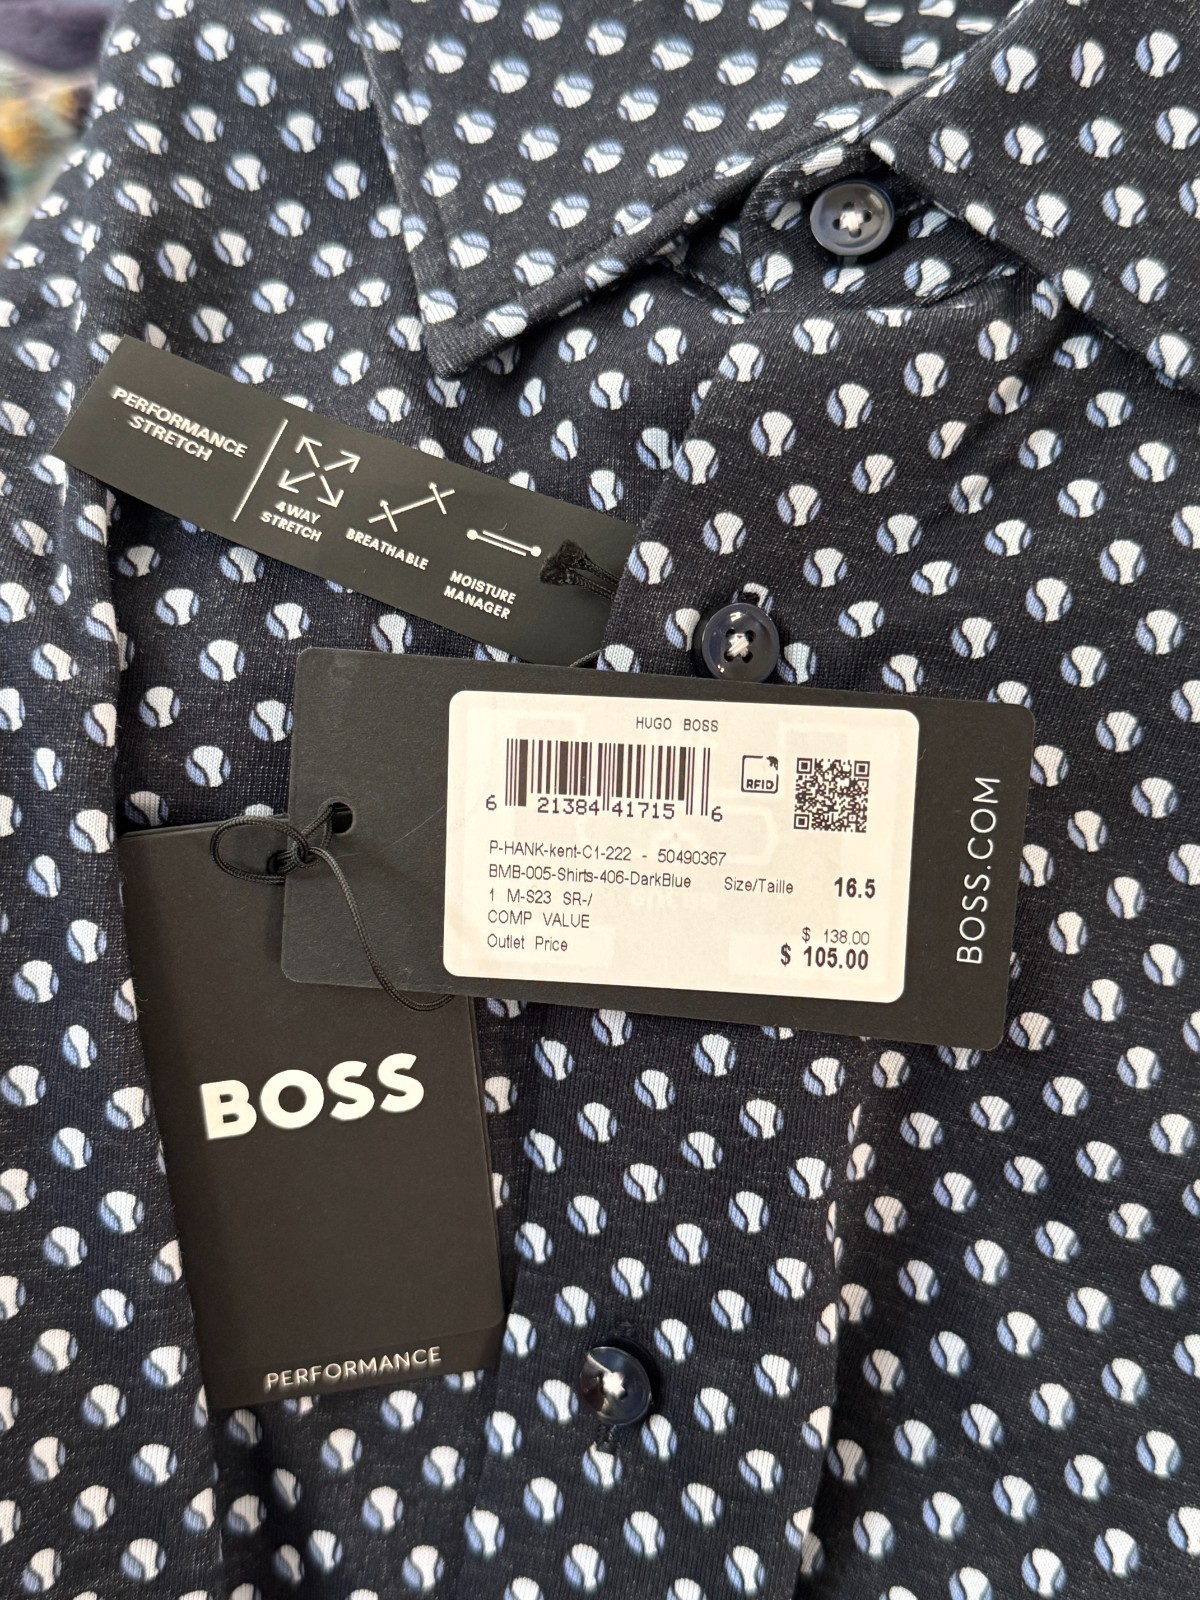 PERFORMANCE
STRETCH
4WAY
STRETCH
BREATHABLE
MOISTURE
MANAGER
HUGO BOSS
RFID
6 21384 41715 6
P-HANK-kent-C1-222 - 50490367
BMB-005-Shirts-406-DarkBlue Size/Taille 16.5
1 M-S23 SR-/
COMP VALUE $ 138.00
Outlet Price $ 105.00
BOSS.COM
BOSS
PERFORMANCE